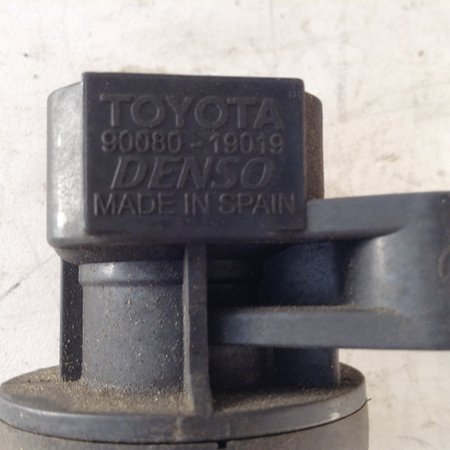 TOYOTA
90080-19019
DENSO
MADE IN SPAIN